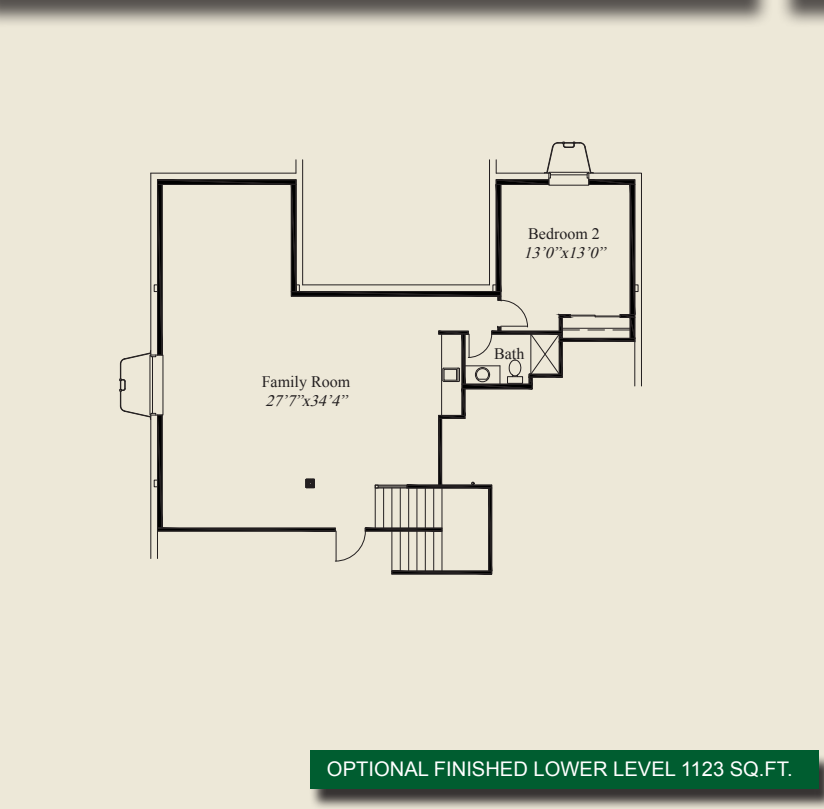 Bedroom 2
13’0”x13’0”
Bath
Family Room
27’7”x34’4”
OPTIONAL FINISHED LOWER LEVEL 1123 SQ.FT.